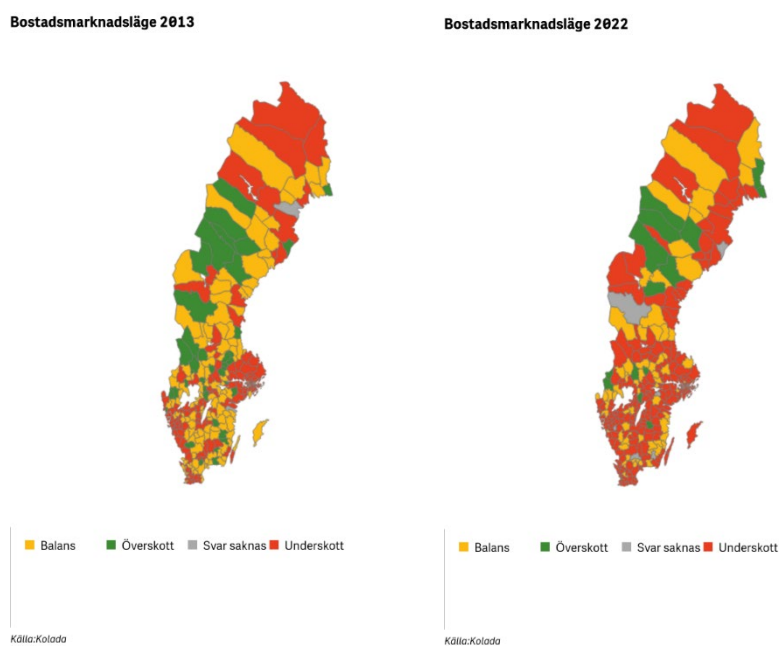 Bostadsmarknadsläge 2013
Bostadsmarknadsläge 2022
Balans Överskott Svar saknas Underskott
Balans Överskott Svar saknas Underskott
Källa:Kolada
Källa:Kolada